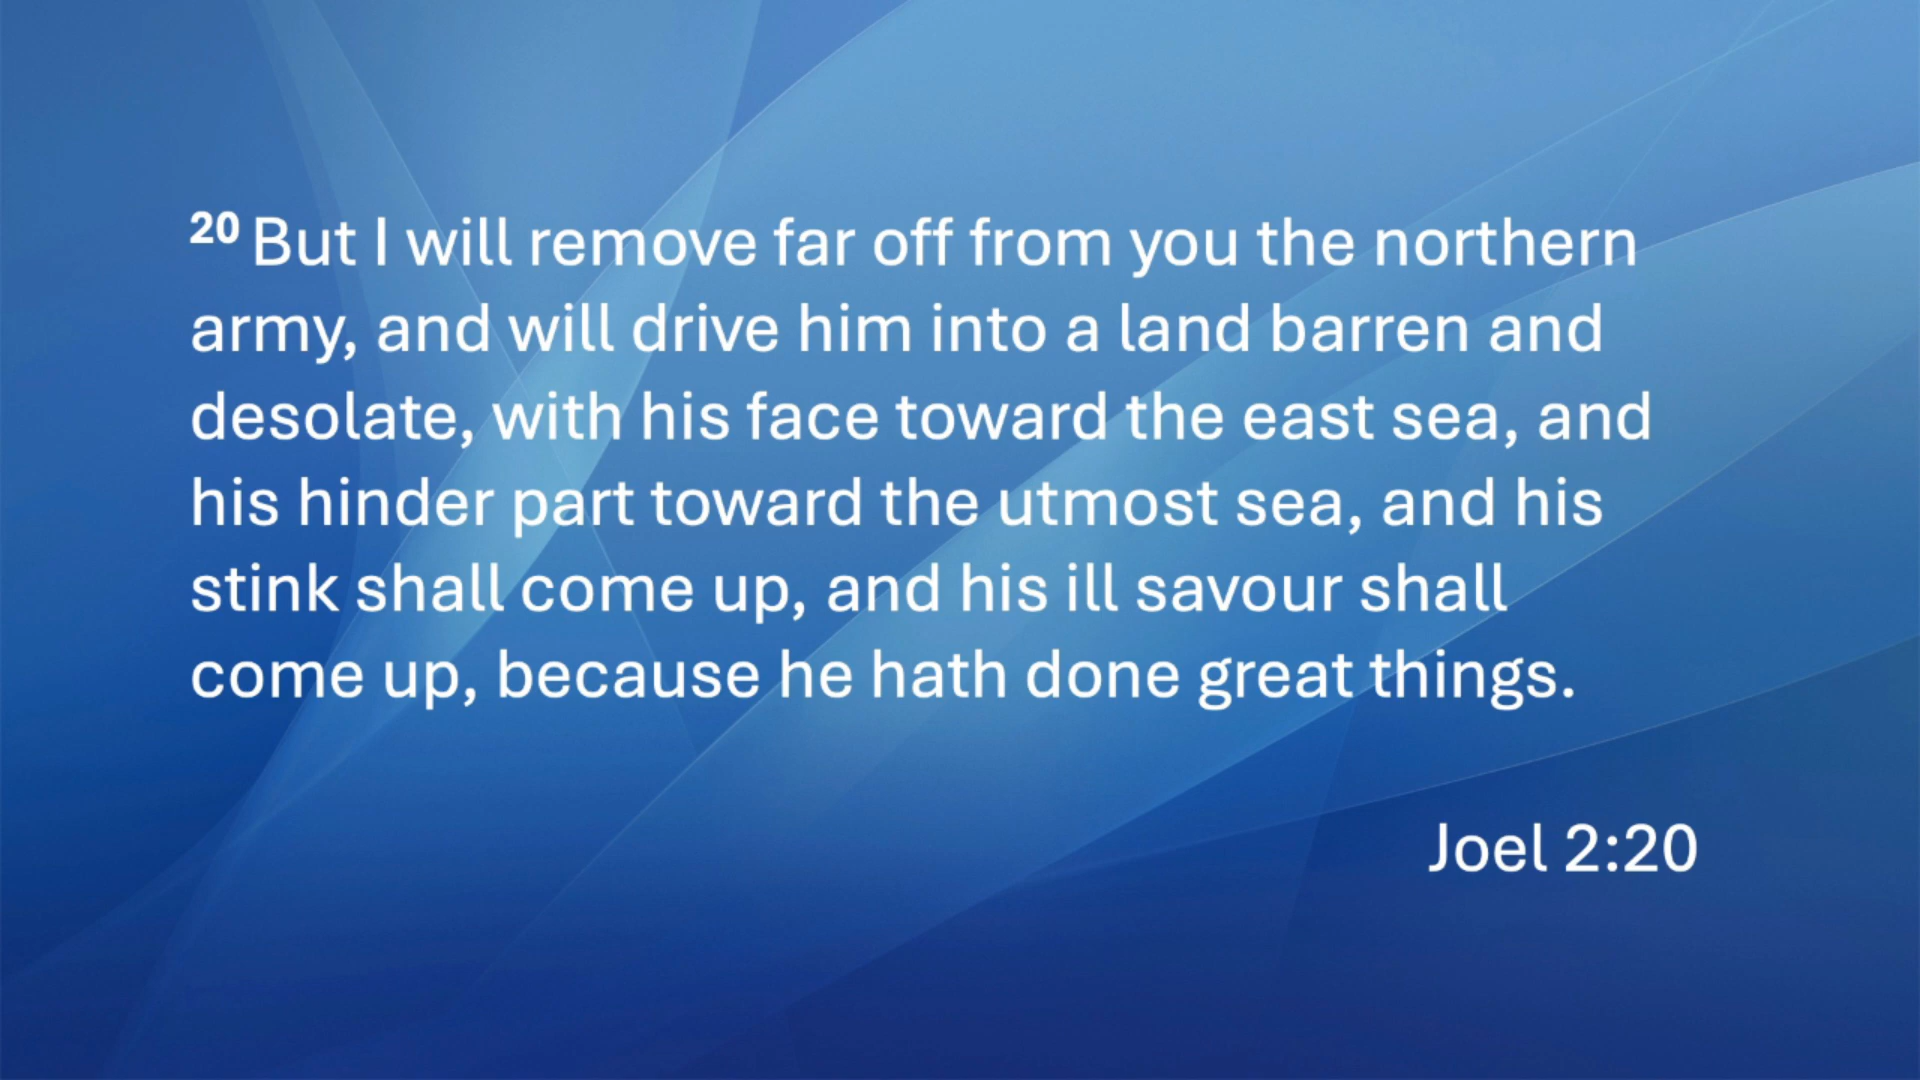 20 But I will remove far off from you the northern
army, and will drive him into a land barren and
desolate, with his face toward the east sea, and
his hinder part toward the utmost sea, and his
stink shall come up, and his ill savour shall
come up, because he hath done great things.
Joel 2:20